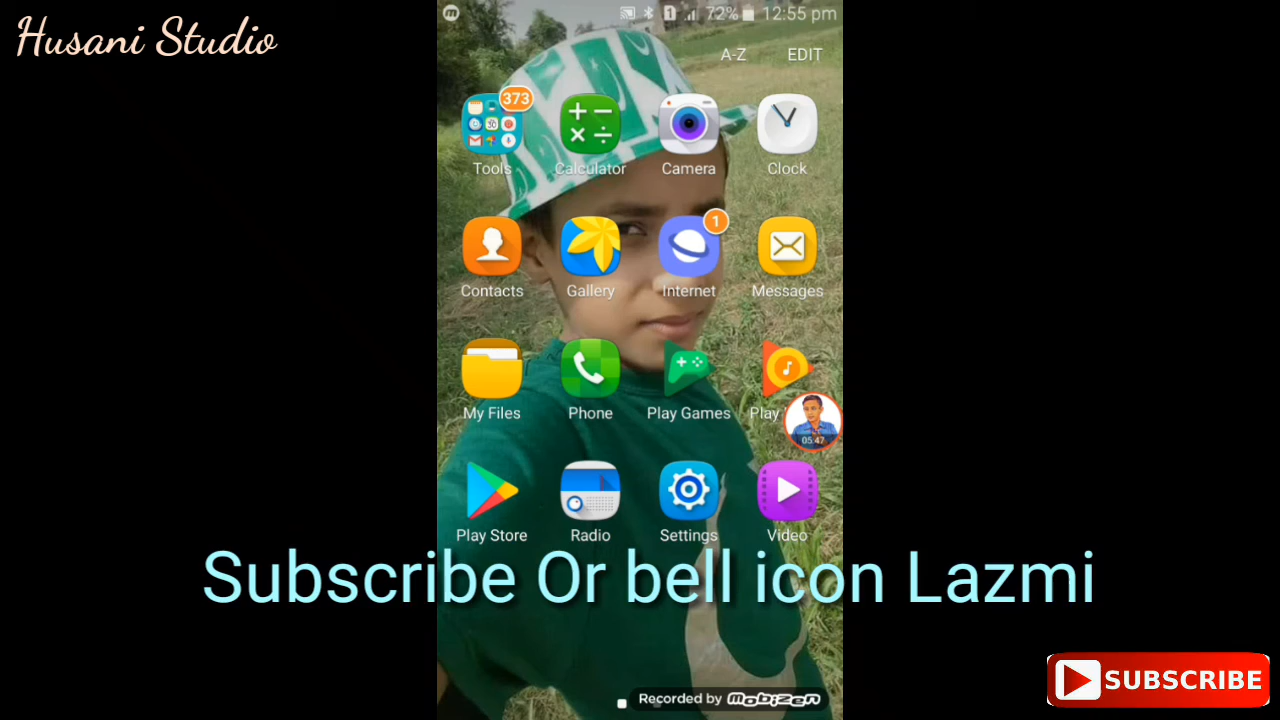 Husani Studio
72% 12:55 pm
A-Z EDIT
373
Tools Calculator Camera Clock
1
Contacts Gallery Internet Messages
My Files Phone Play Games Play
05:47
Play Store Radio Settings Video
Subscribe Or bell icon Lazmi
SUBSCRIBE
Recorded by mobizen